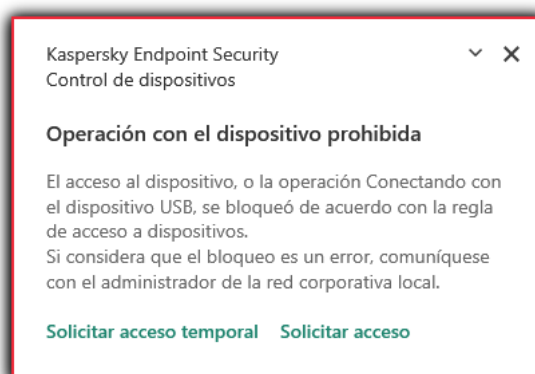 Kaspersky Endpoint Security
Control de dispositivos
Operación con el dispositivo prohibida
El acceso al dispositivo, o la operación Conectando con
el dispositivo USB, se bloqueó de acuerdo con la regla
de acceso a dispositivos.
Si considera que el bloqueo es un error, comuníquese
con el administrador de la red corporativa local.
Solicitar acceso temporal Solicitar acceso